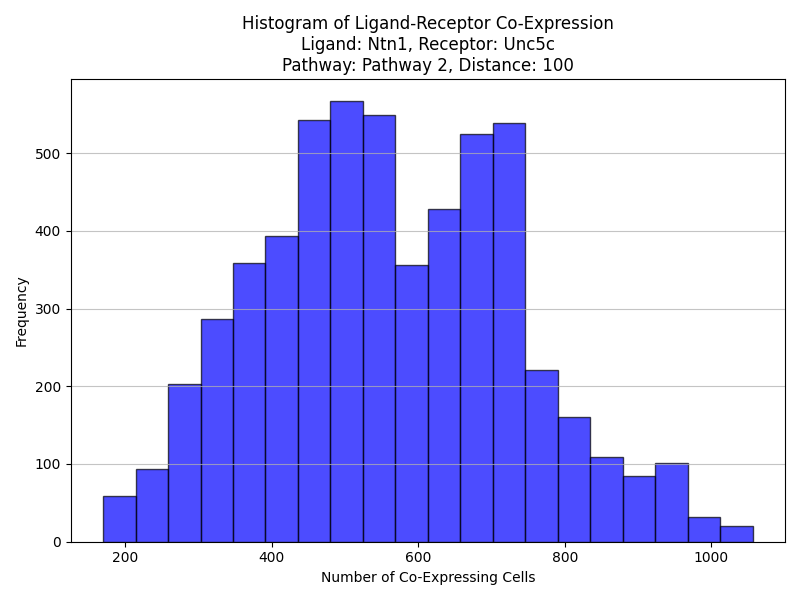 Histogram of Ligand-Receptor Co-Expression
Ligand: Ntn1, Receptor: Unc5c
Pathway: Pathway 2, Distance: 100
Frequency
500
400
300
200
100
0
200
400
600
800
1000
Number of Co-Expressing Cells